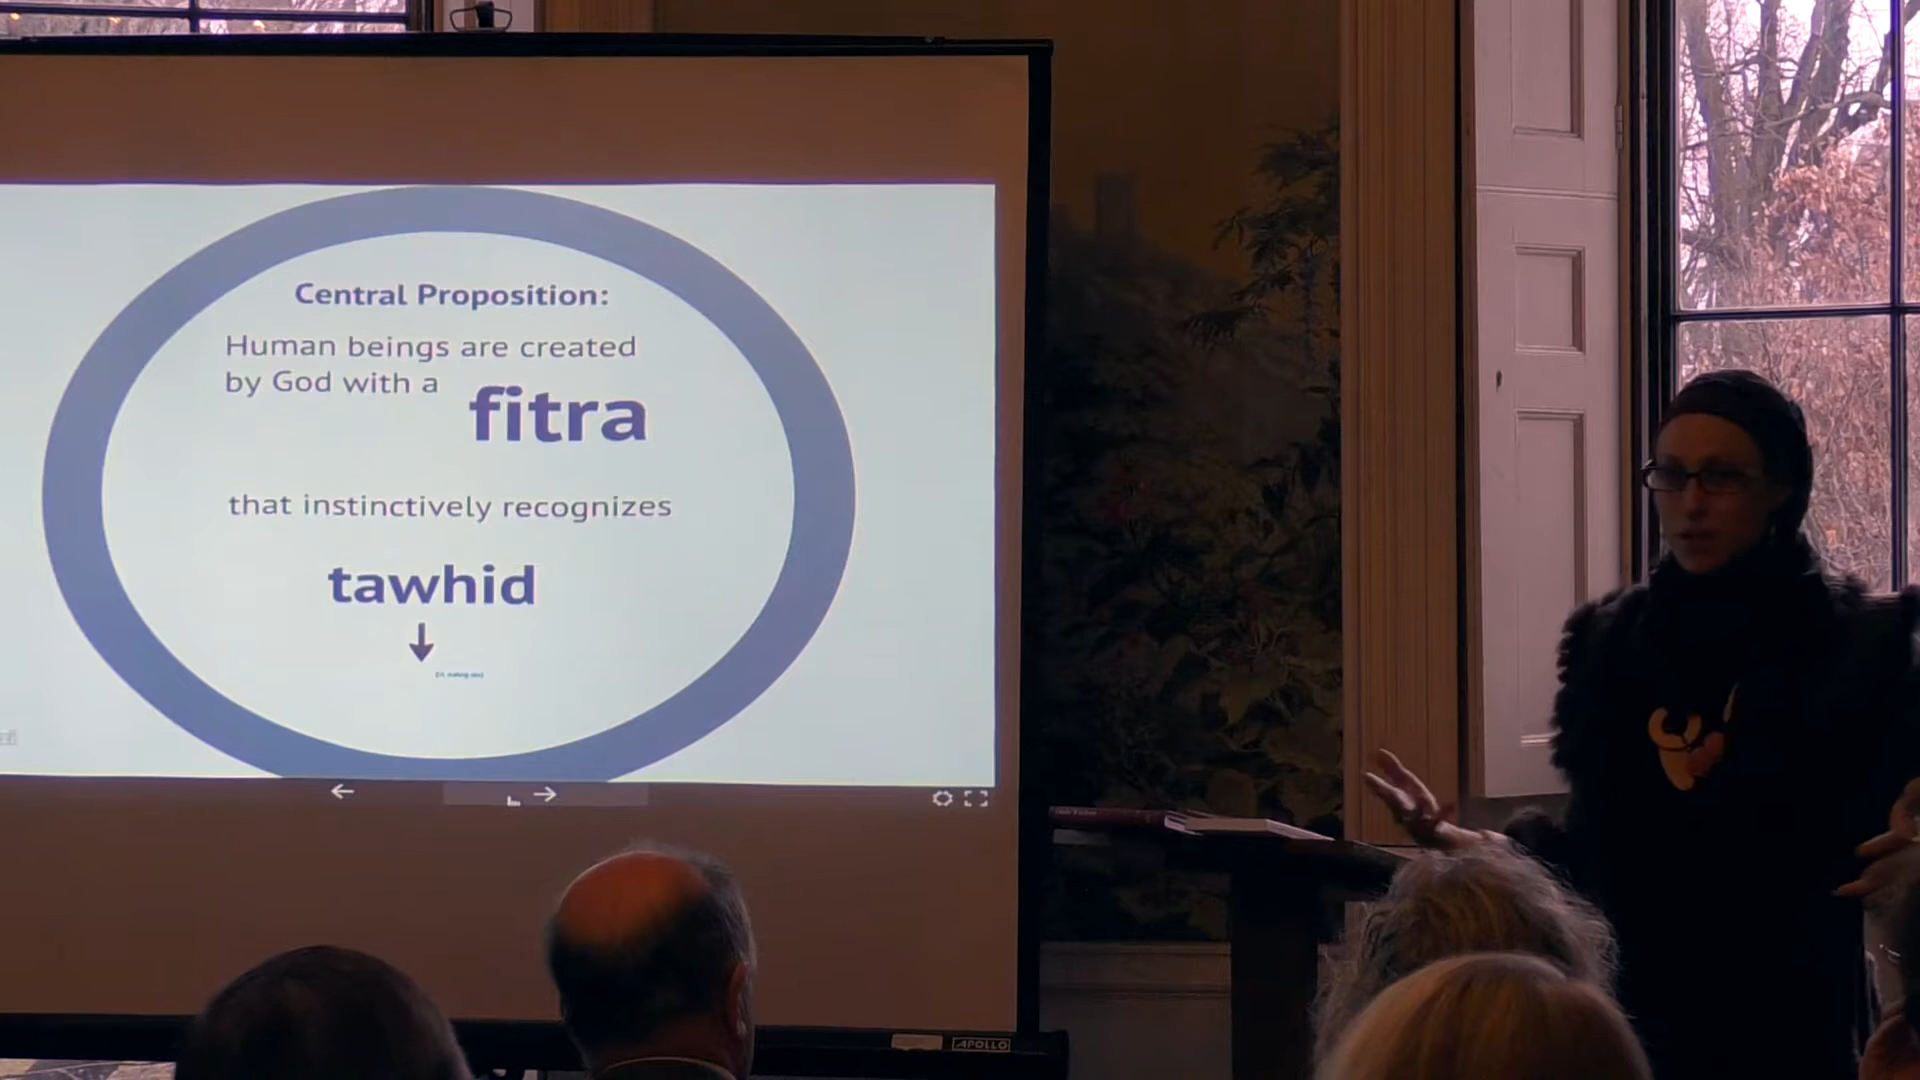 Central Proposition:
Human beings are created
by God with a
fitra
that instinctively recognizes
tawhid
APOLLO